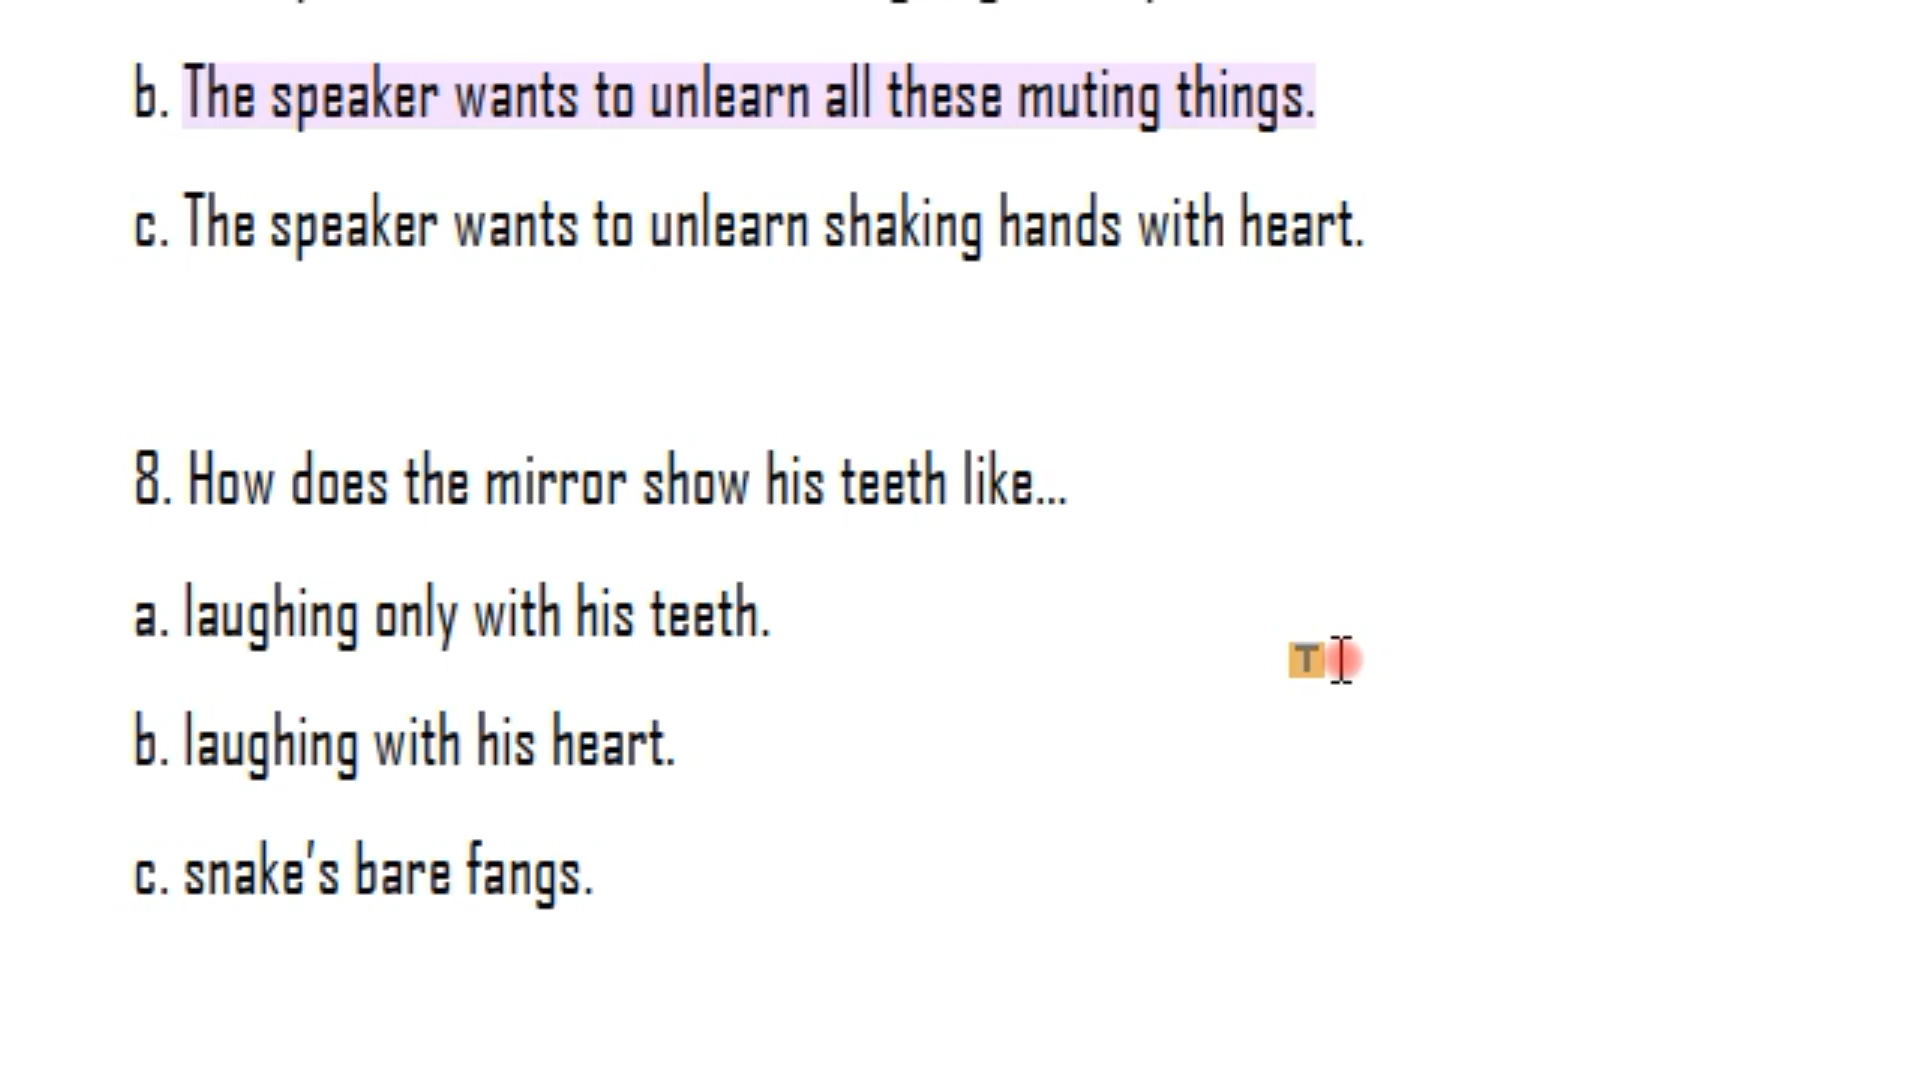 b. The speaker wants to unlearn all these muting things.
c. The speaker wants to unlearn shaking hands with heart.
8. How does the mirror show his teeth like...
a. laughing only with his teeth.
b. laughing with his heart.
c. snake's bare fangs.
T